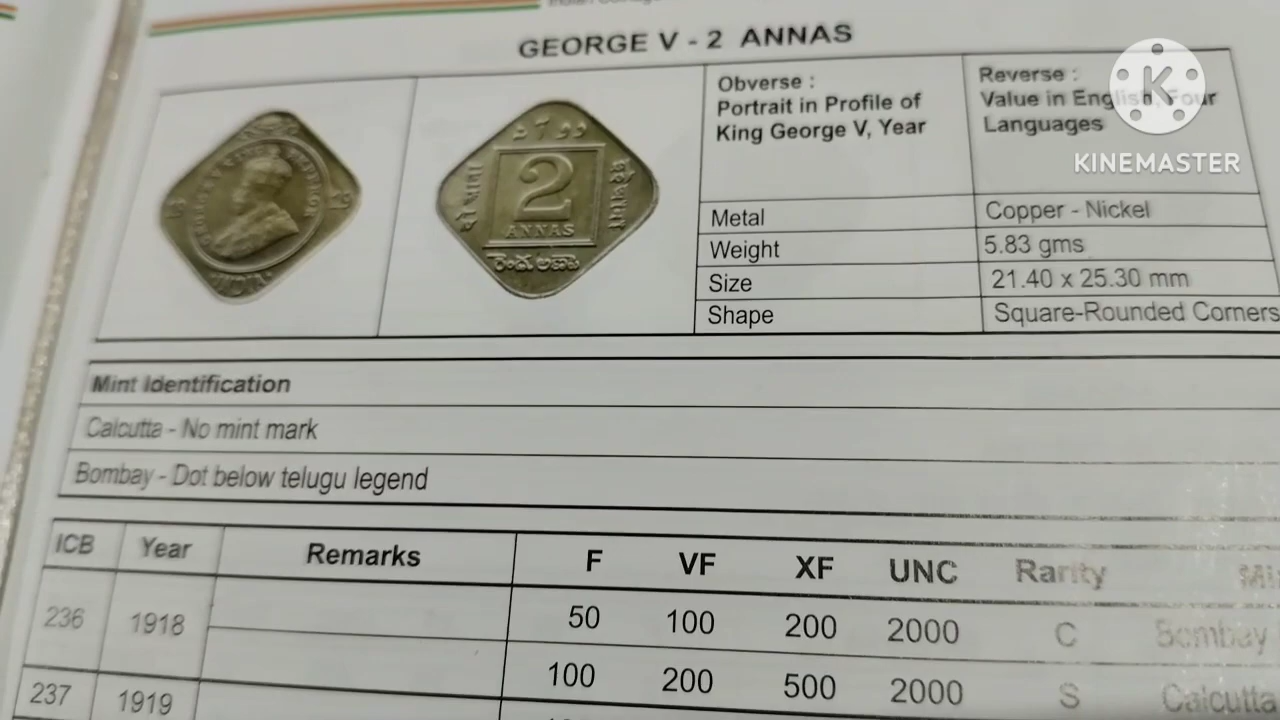 GEORGE V - 2 ANNAS
2
ANNAS
INDIA
Obverse :
Portrait in Profile of
King George V, Year
Reverse :
Value in English, Four
Languages
KINEMASTER
Metal Copper - Nickel
Weight 5.83 gms
Size 21.40 x 25.30 mm
Shape Square-Rounded Corners
Mint Identification
Calcutta - No mint mark
Bombay - Dot below telugu legend
ICB Year Remarks F VF XF UNC Rarity
236 1918 50 100 200 2000 C Bombay
100 200 500 2000 S Calcutta
237 1919